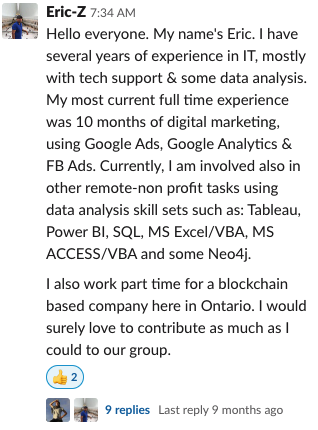 Eric-Z 7:34 AM
Hello everyone. My name's Eric. I have
several years of experience in IT, mostly
with tech support & some data analysis.
My most current full time experience
was 10 months of digital marketing,
using Google Ads, Google Analytics &
FB Ads. Currently, I am involved also in
other remote-non profit tasks using
data analysis skill sets such as: Tableau,
Power BI, SQL, MS Excel/VBA, MS
ACCESS/VBA and some Neo4j.
I also work part time for a blockchain
based company here in Ontario. I would
surely love to contribute as much as I
could to our group.
👍 2
9 replies Last reply 9 months ago